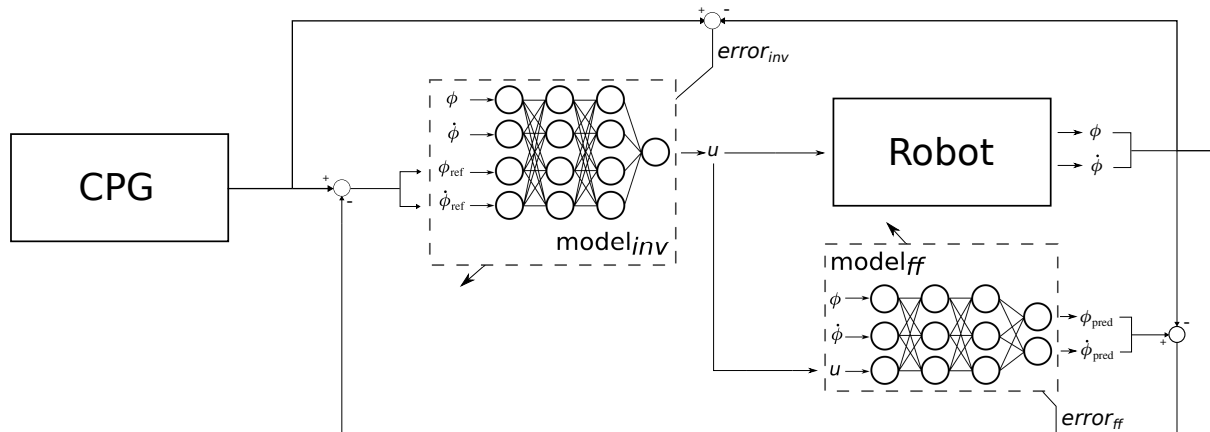 + -
error_inv
ϕ
ϕ̇
ϕ_ref
ϕ̇_ref
model_inv
CPG
+
-
u
Robot
ϕ
ϕ̇
model_ff
ϕ
ϕ̇
u
ϕ_pred
ϕ̇_pred
-
+
error_ff